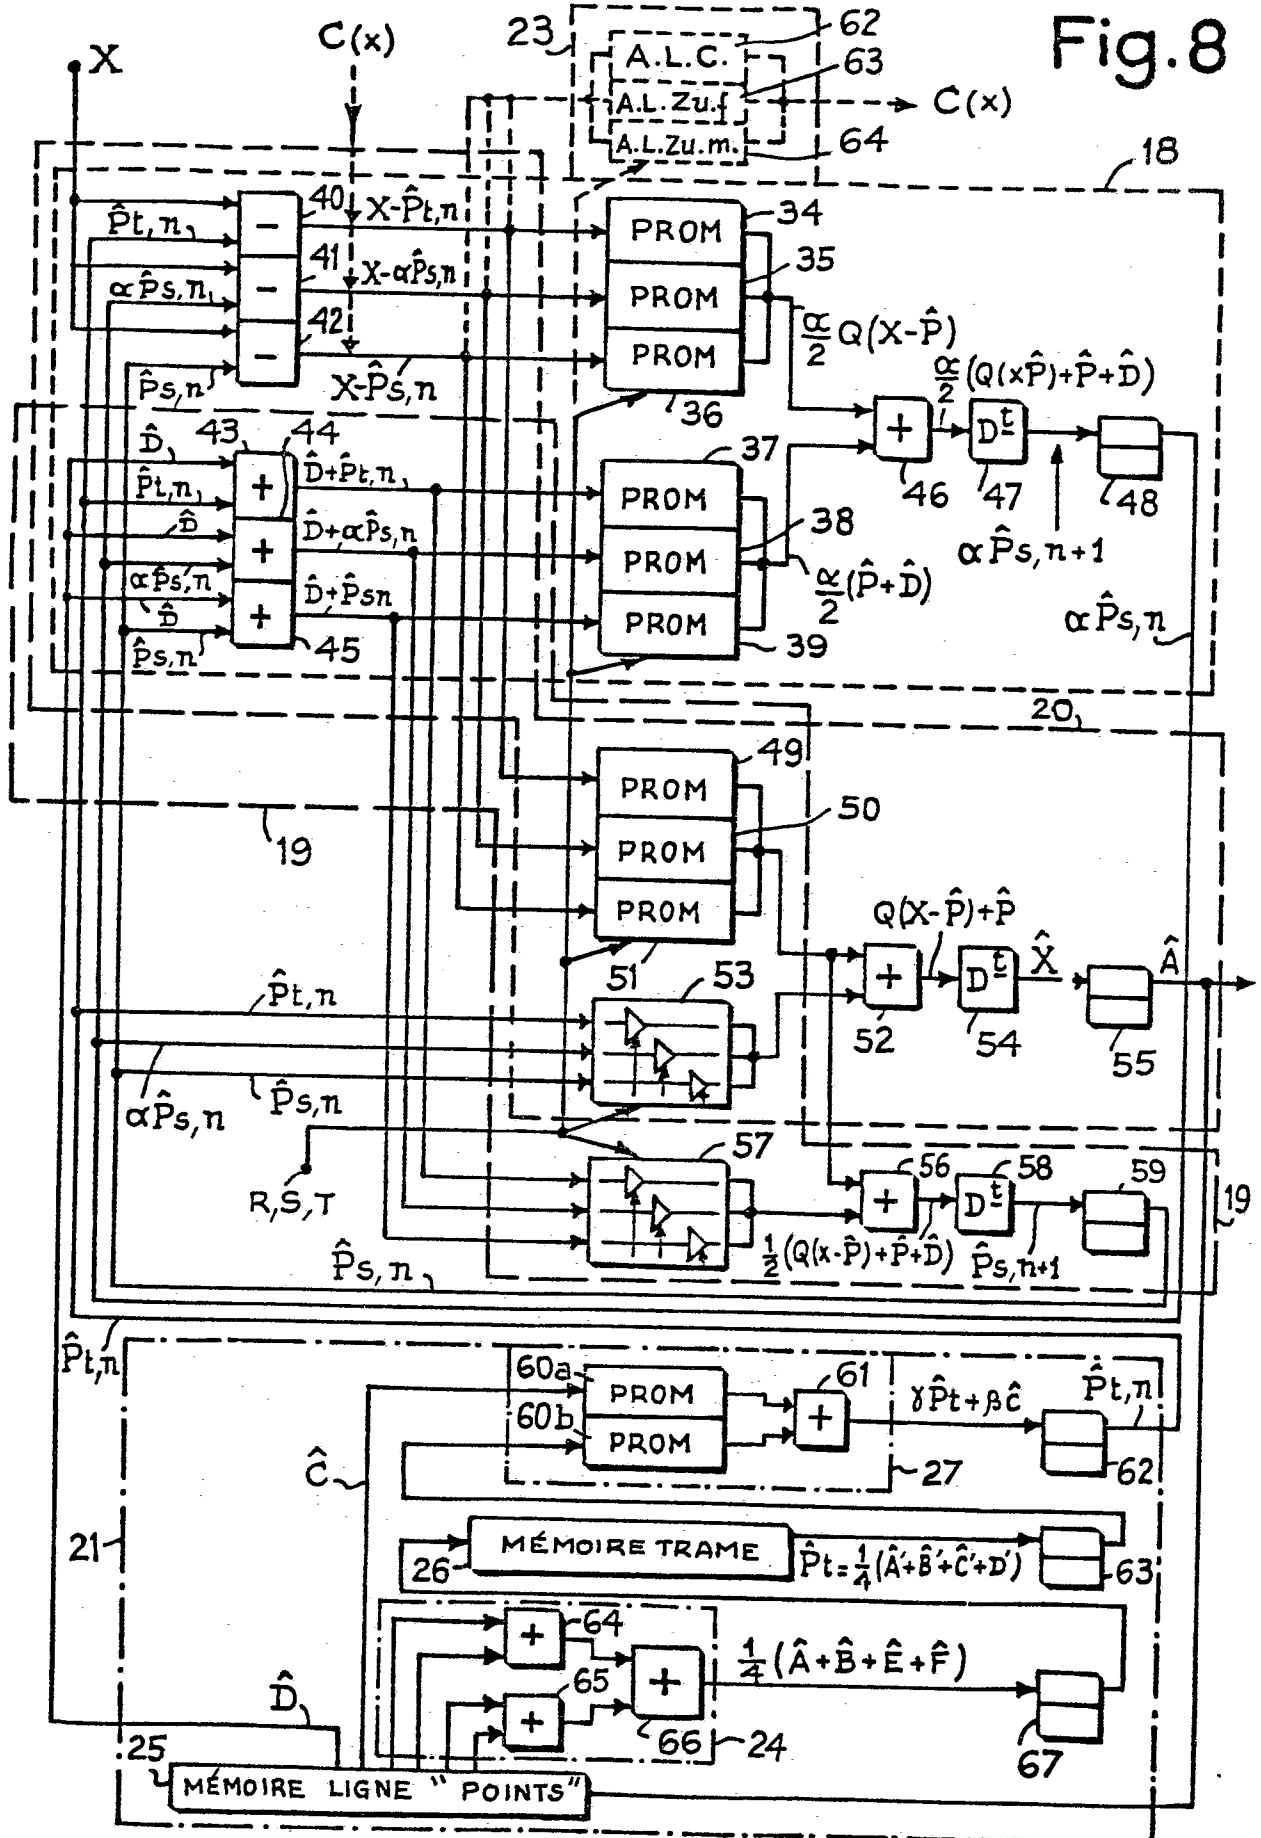 Fig.8
X
C(x)
23
A.L.C.
62
A.L.Zu.f
63
A.L.Zu.m.
64
Ĉ(x)
18
P̂t,n
αP̂s,n
P̂s,n
−
−
−
40
41
42
X-P̂t,n
X-αP̂s,n
X-P̂s,n
PROM
PROM
PROM
34
35
36
α/2 Q(X-P̂)
α/2 (Q(xP̂)+P̂+D̂)
+
46
Dt
47
48
αP̂s,n+1
αP̂s,n
D̂
P̂t,n
D̂
αP̂s,n
D̂
P̂s,n
43
44
+
+
+
45
D̂+P̂t,n
D̂+αP̂s,n
D̂+P̂sn
PROM
PROM
PROM
37
38
39
α/2 (P̂+D̂)
20
19
PROM
PROM
PROM
49
50
51
Q(X-P̂)+P̂
+
52
Dt
54
X̂
55
Â
P̂t,n
αP̂s,n
P̂s,n
53
R,S,T
57
+
56
Dt
58
59
19
1/2 (Q(x-P̂)+P̂+D̂)
P̂s,n+1
P̂s,n
P̂t,n
60a
PROM
60b
PROM
61
+
γP̂t+βĉ
P̂t,n
62
27
Ĉ
21
MÉMOIRE TRAME
26
P̂t=1/4(Â'+B̂'+Ĉ'+D')
63
+
64
+
65
+
66
1/4 (Â+B̂+Ê+F̂)
67
24
D̂
25
MÉMOIRE LIGNE "POINTS"